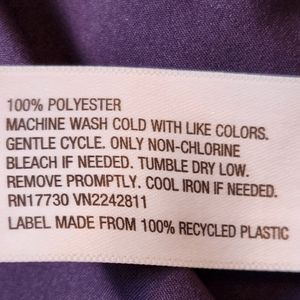 100% POLYESTER
MACHINE WASH COLD WITH LIKE COLORS.
GENTLE CYCLE. ONLY NON-CHLORINE
BLEACH IF NEEDED. TUMBLE DRY LOW.
REMOVE PROMPTLY. COOL IRON IF NEEDED.
RN17730 VN2242811
LABEL MADE FROM 100% RECYCLED PLASTIC